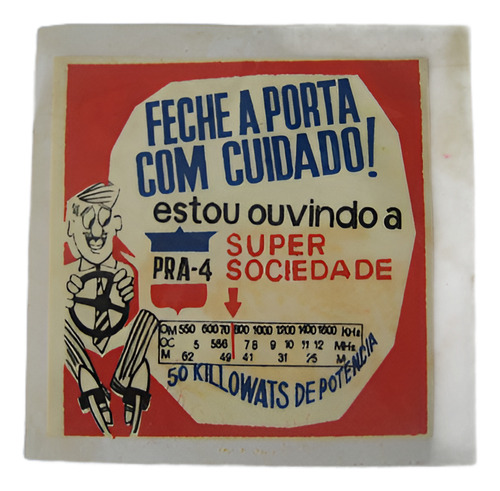 FECHE A PORTA
COM CUIDADO!
estou ouvindo a
PRA-4
SUPER
SOCIEDADE
OM 550 600 70 800 1000 1200 1400 1600 KHz
OC 5 586 7 8 9 10 11 12 MHz
M 62 49 41 31 25 M
50 KILLOWATS DE POTÊNCIA